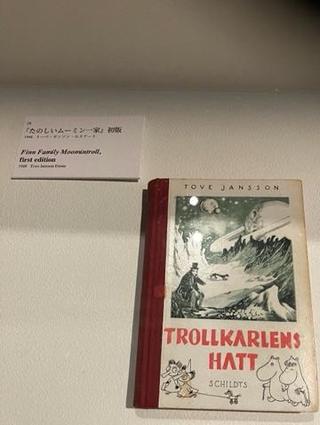 『たのしいムーミン一家』初版
Finn Family Moomintroll,
first edition
TOVE JANSSON
TROLLKARLENS
HATT
SCHILDTS